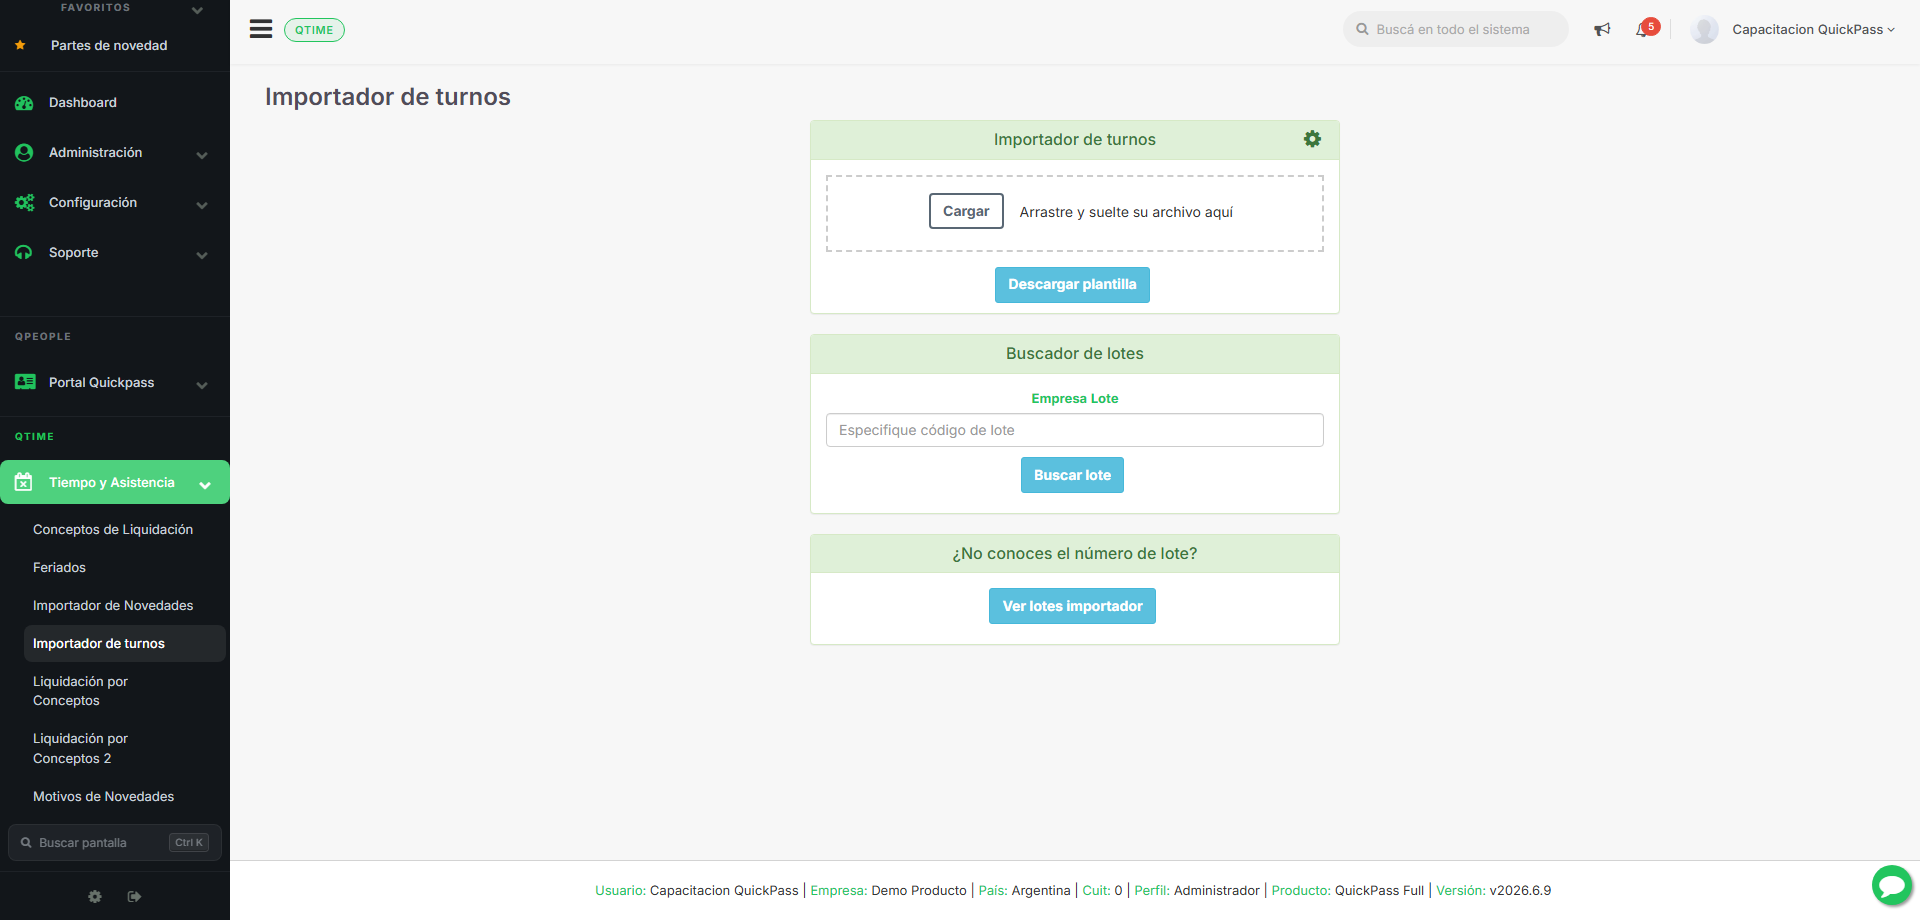 FAVORITOS
Partes de novedad
Dashboard
Administración
Configuración
Soporte
QPEOPLE
Portal Quickpass
QTIME
Tiempo y Asistencia
Conceptos de Liquidación
Feriados
Importador de Novedades
Importador de turnos
Liquidación por
Conceptos
Liquidación por
Conceptos 2
Motivos de Novedades
Buscar pantalla Ctrl K
QTIME
Buscá en todo el sistema
5
Capacitacion QuickPass
Importador de turnos
Importador de turnos
Cargar Arrastre y suelte su archivo aquí
Descargar plantilla
Buscador de lotes
Empresa Lote
Especifique código de lote
Buscar lote
¿No conoces el número de lote?
Ver lotes importador
Usuario: Capacitacion QuickPass | Empresa: Demo Producto | País: Argentina | Cuit: 0 | Perfil: Administrador | Producto: QuickPass Full | Versión: v2026.6.9